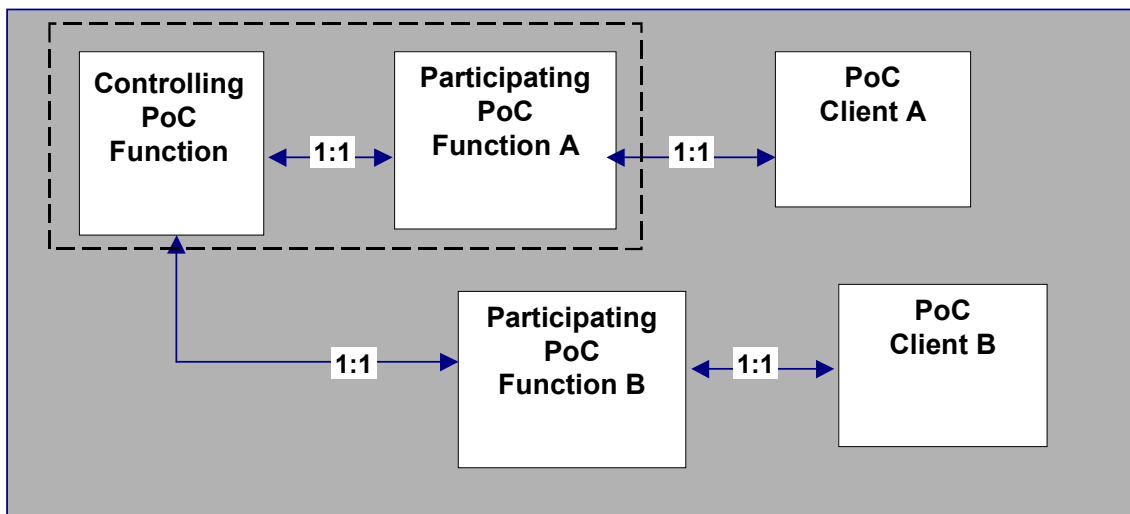 Controlling
PoC
Function
1:1
Participating
PoC
Function A
1:1
PoC
Client A
1:1
Participating
PoC
Function B
1:1
PoC
Client B